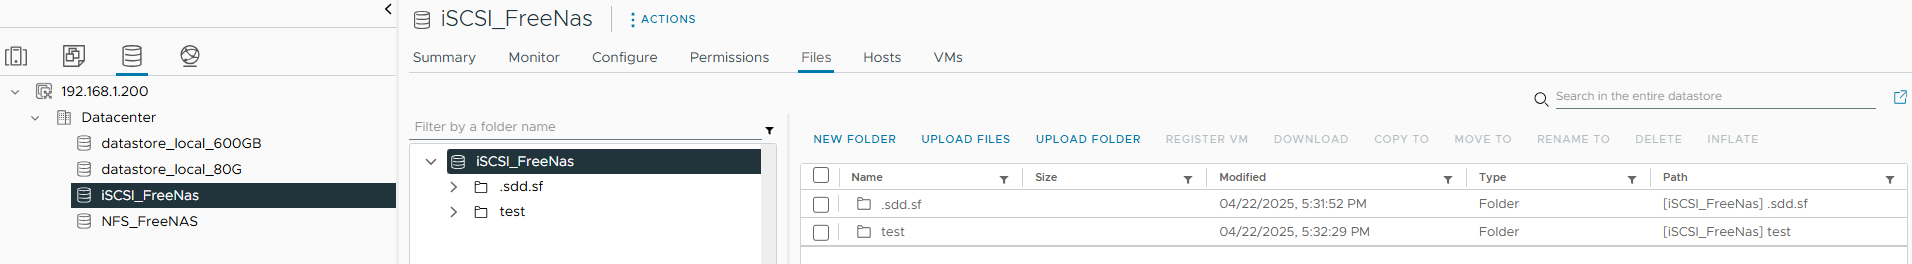 iSCSI_FreeNas
ACTIONS
Summary Monitor Configure Permissions Files Hosts VMs
192.168.1.200
Datacenter
datastore_local_600GB
datastore_local_80G
iSCSI_FreeNas
NFS_FreeNAS
Search in the entire datastore
Filter by a folder name
iSCSI_FreeNas
.sdd.sf
test
NEW FOLDER UPLOAD FILES UPLOAD FOLDER REGISTER VM DOWNLOAD COPY TO MOVE TO RENAME TO DELETE INFLATE
Name Size Modified Type Path
.sdd.sf 04/22/2025, 5:31:52 PM Folder [iSCSI_FreeNas] .sdd.sf
test 04/22/2025, 5:32:29 PM Folder [iSCSI_FreeNas] test